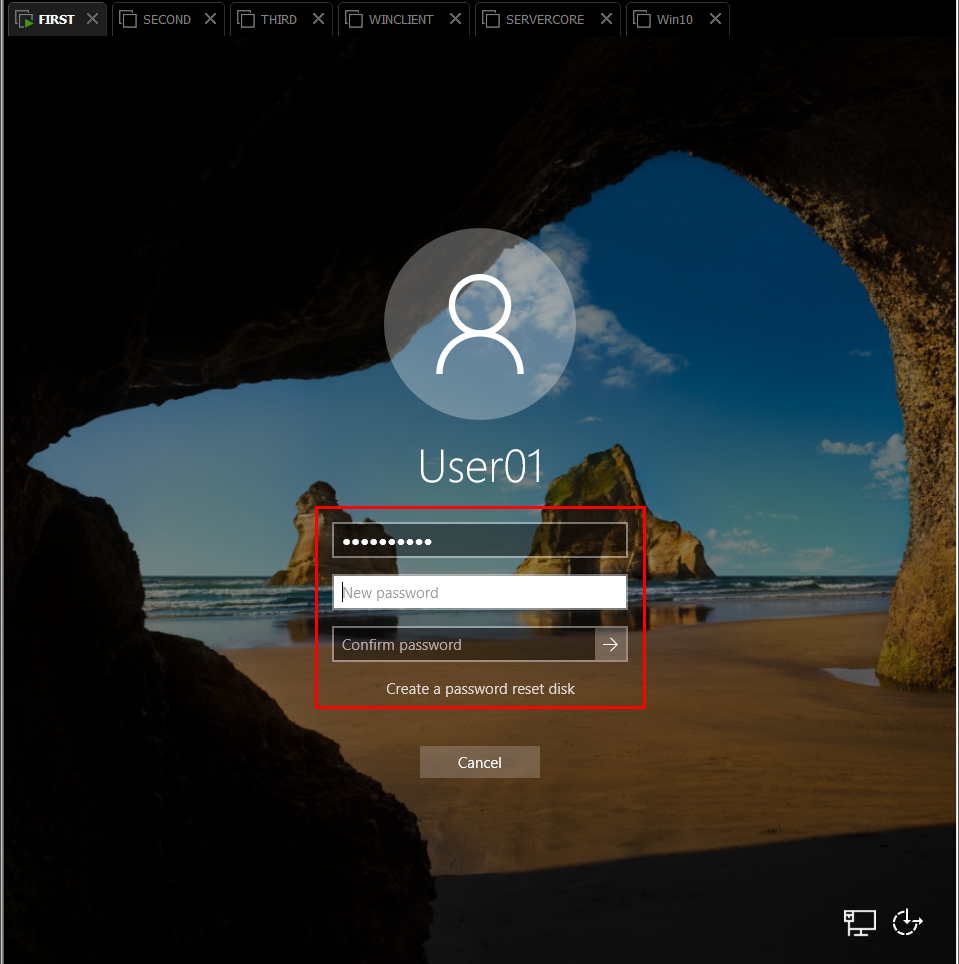 FIRST SECOND THIRD WINCLIENT SERVERCORE Win10
User01
New password
Confirm password
Create a password reset disk
Cancel